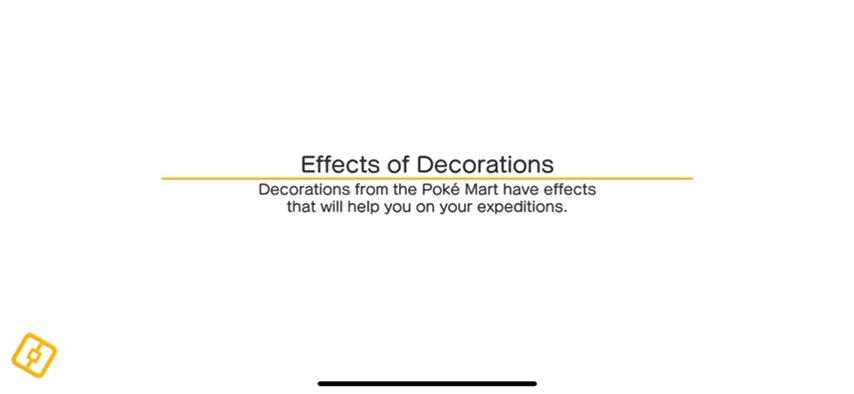 Effects of Decorations
Decorations from the Poké Mart have effects
that will help you on your expeditions.